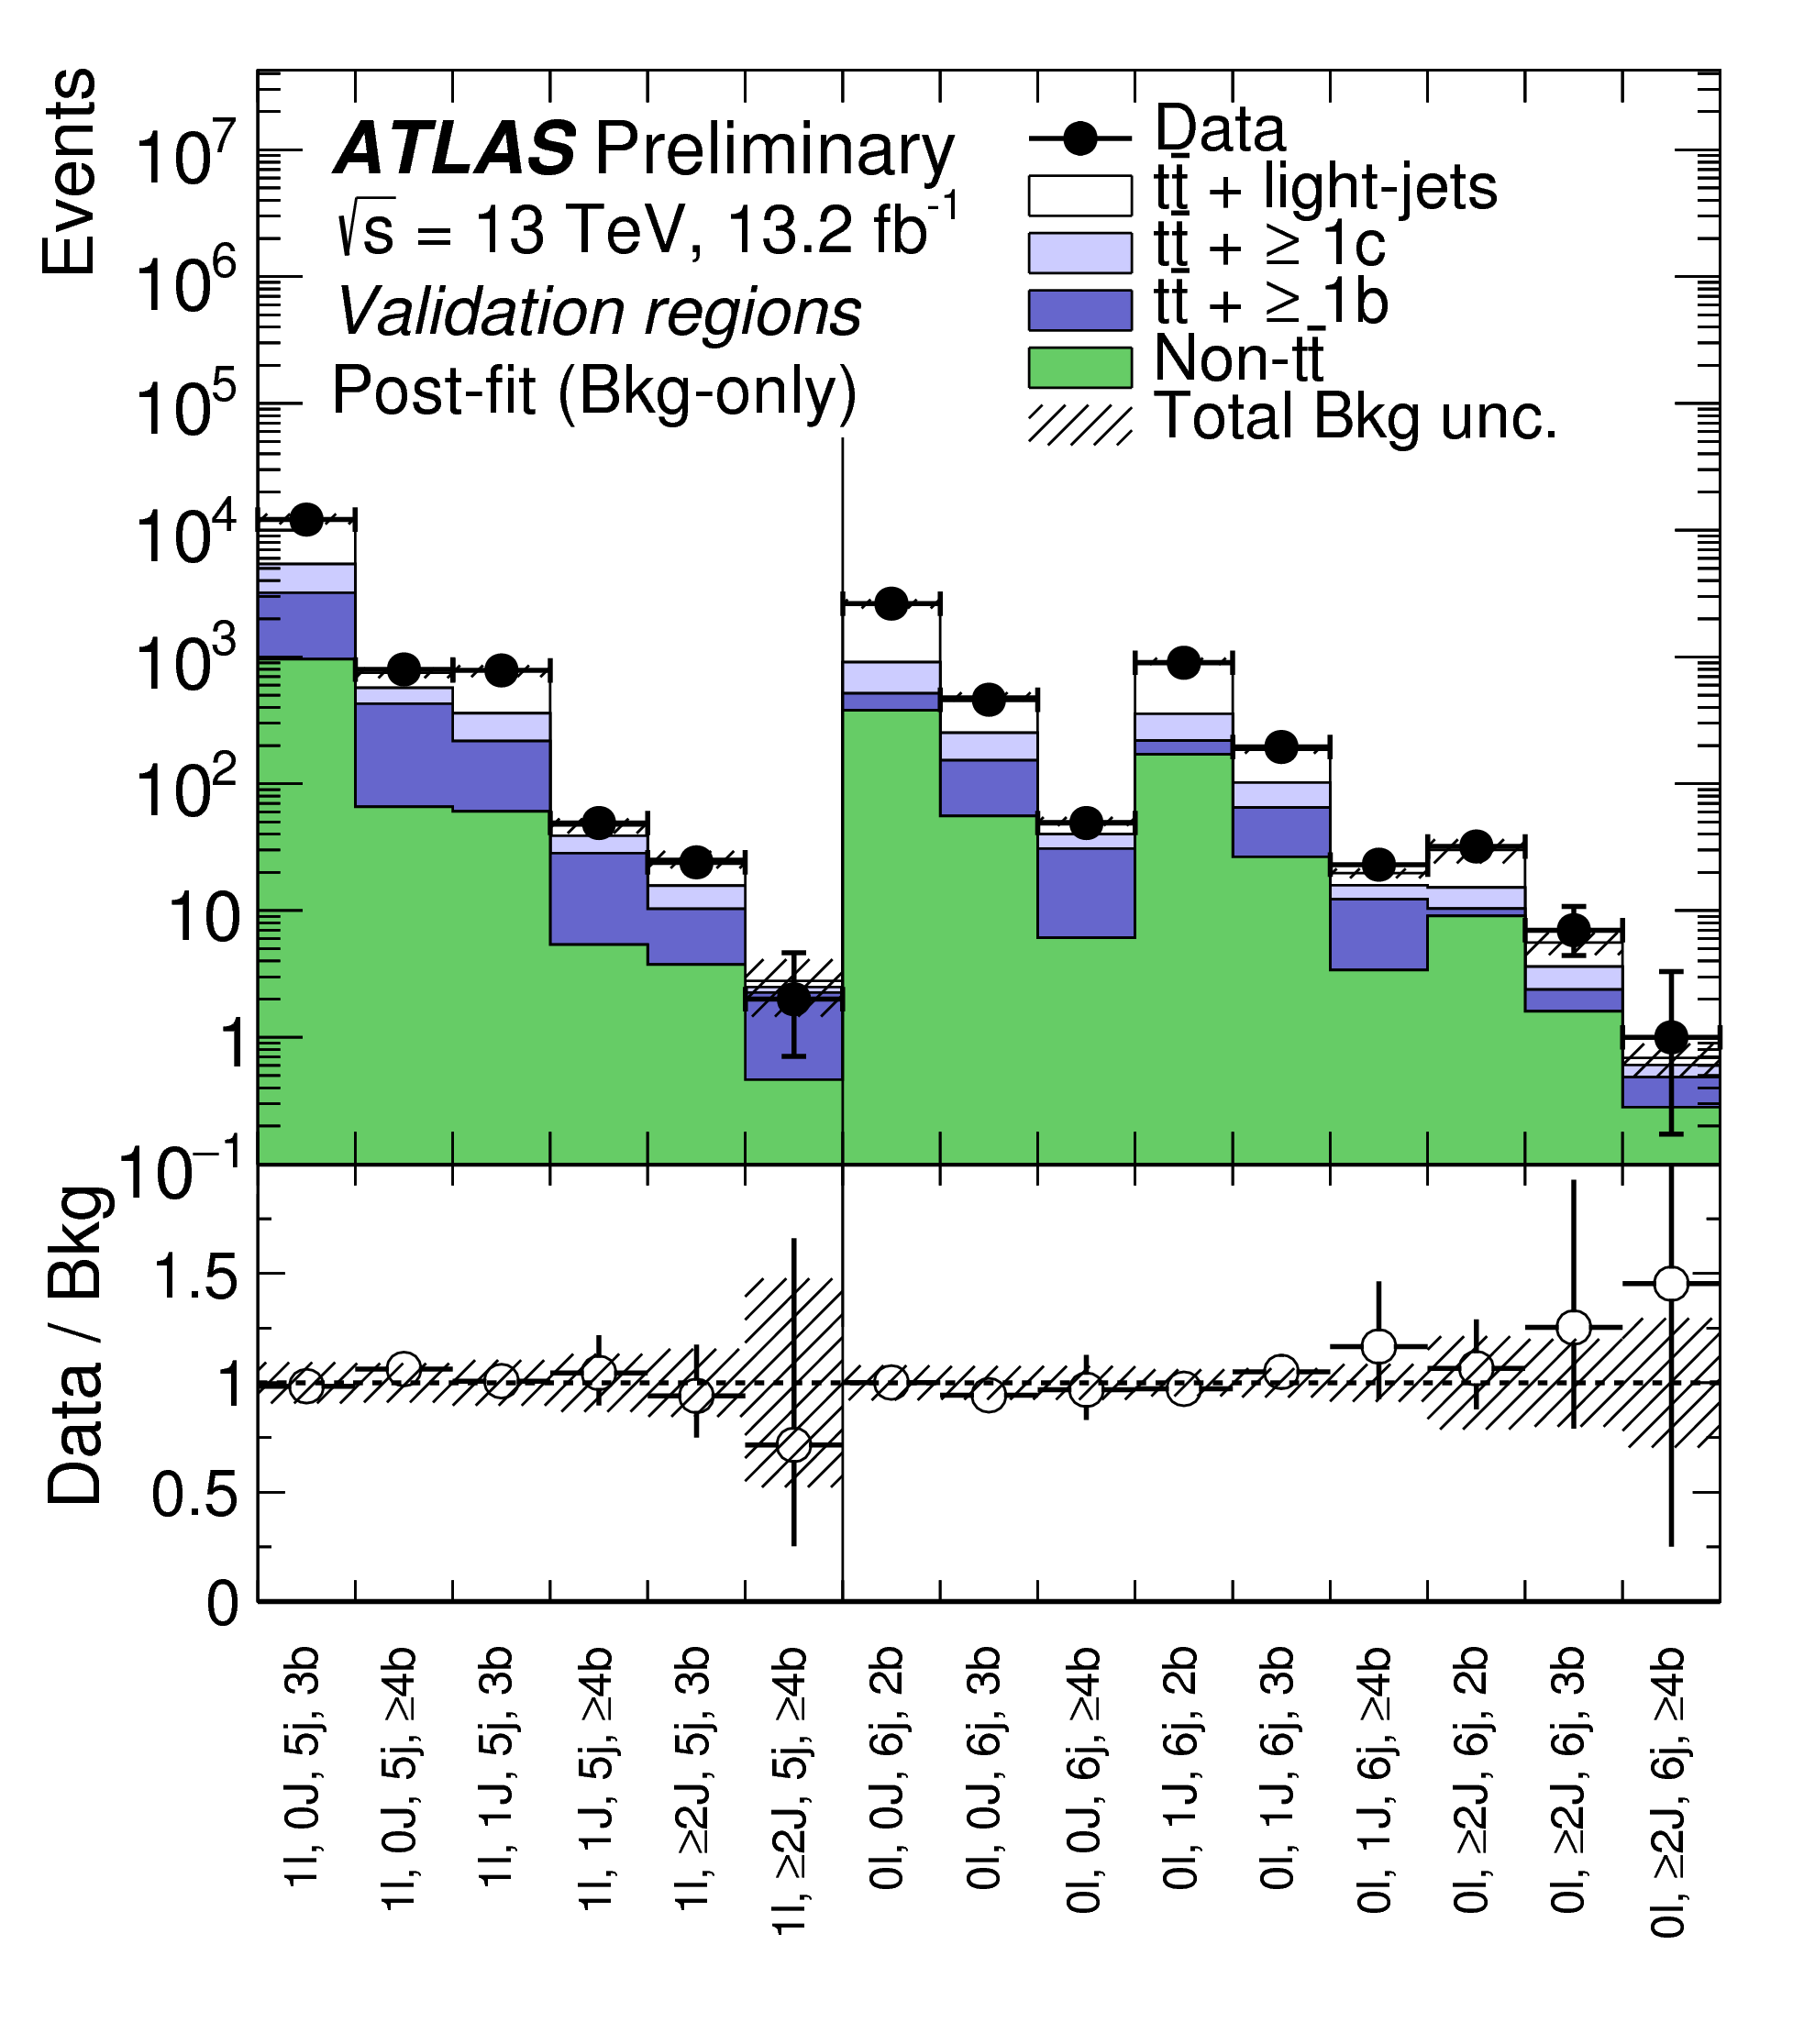 Events
10^7
10^6
10^5
10^4
10^3
10^2
10
1
10^−1
ATLAS Preliminary
√s = 13 TeV, 13.2 fb^-1
Validation regions
Post-fit (Bkg-only)
Data
tt̄ + light-jets
tt̄ + ≥ 1c
tt̄ + ≥ 1b
Non-tt̄
Total Bkg unc.
Data / Bkg
1.5
1
0.5
0
1l, 0J, 5j, 3b
1l, 0J, 5j, ≥4b
1l, 1J, 5j, 3b
1l, 1J, 5j, ≥4b
1l, ≥2J, 5j, 3b
1l, ≥2J, 5j, ≥4b
0l, 0J, 6j, 2b
0l, 0J, 6j, 3b
0l, 0J, 6j, ≥4b
0l, 1J, 6j, 2b
0l, 1J, 6j, 3b
0l, 1J, 6j, ≥4b
0l, ≥2J, 6j, 2b
0l, ≥2J, 6j, 3b
0l, ≥2J, 6j, ≥4b